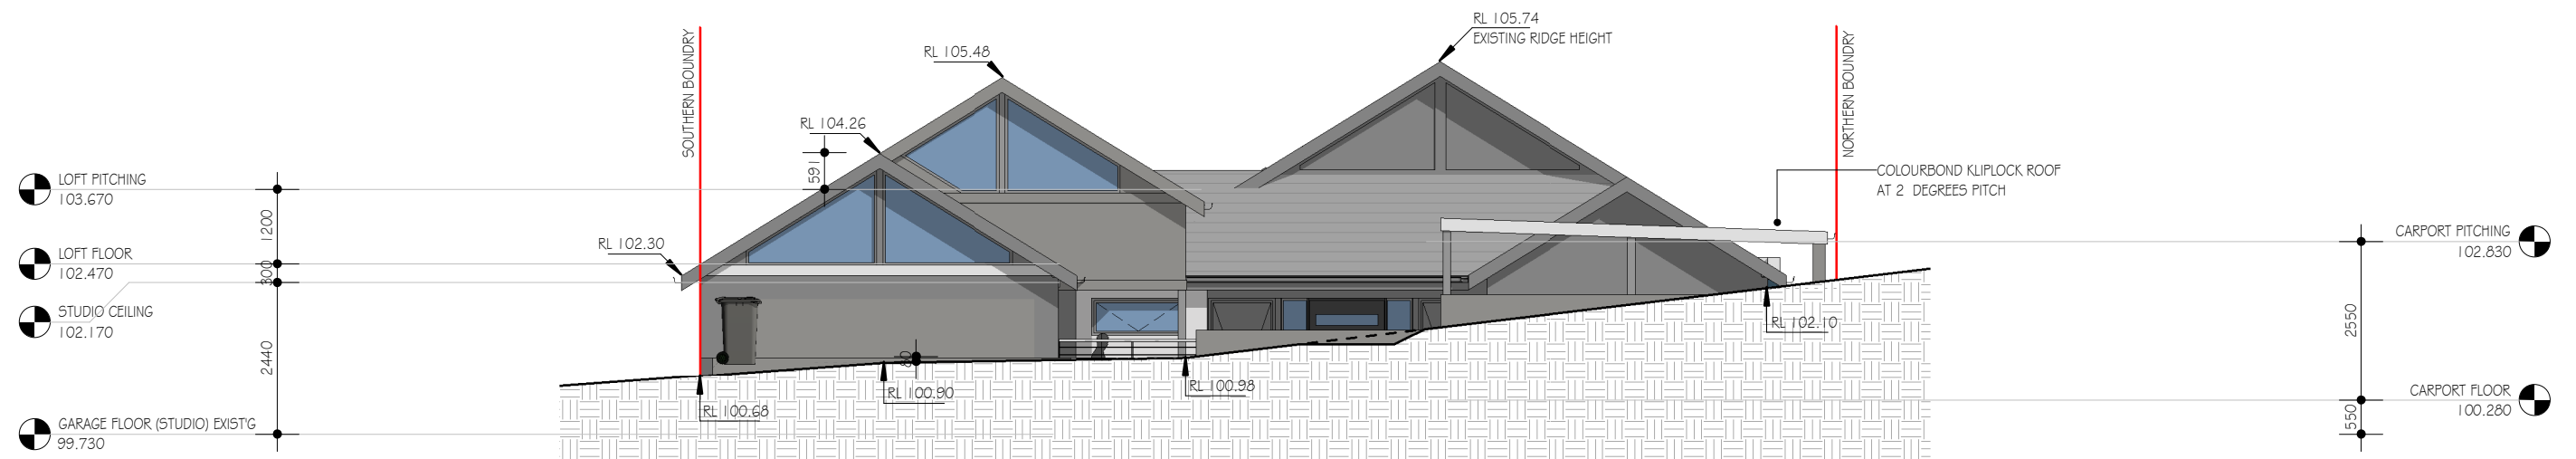 RL 105.74
EXISTING RIDGE HEIGHT
SOUTHERN BOUNDRY
NORTHERN BOUNDRY
RL 105.48
RL 104.26
591
LOFT PITCHING
103.670
COLOURBOND KLIPLOCK ROOF
AT 2 DEGREES PITCH
1200
RL 102.30
CARPORT PITCHING
102.830
LOFT FLOOR
102.470
300
STUDIO CEILING
102.170
RL 102.10
2550
2440
80
RL 100.98
RL 100.90
RL 100.68
CARPORT FLOOR
100.280
GARAGE FLOOR (STUDIO) EXIST'G
99.730
550